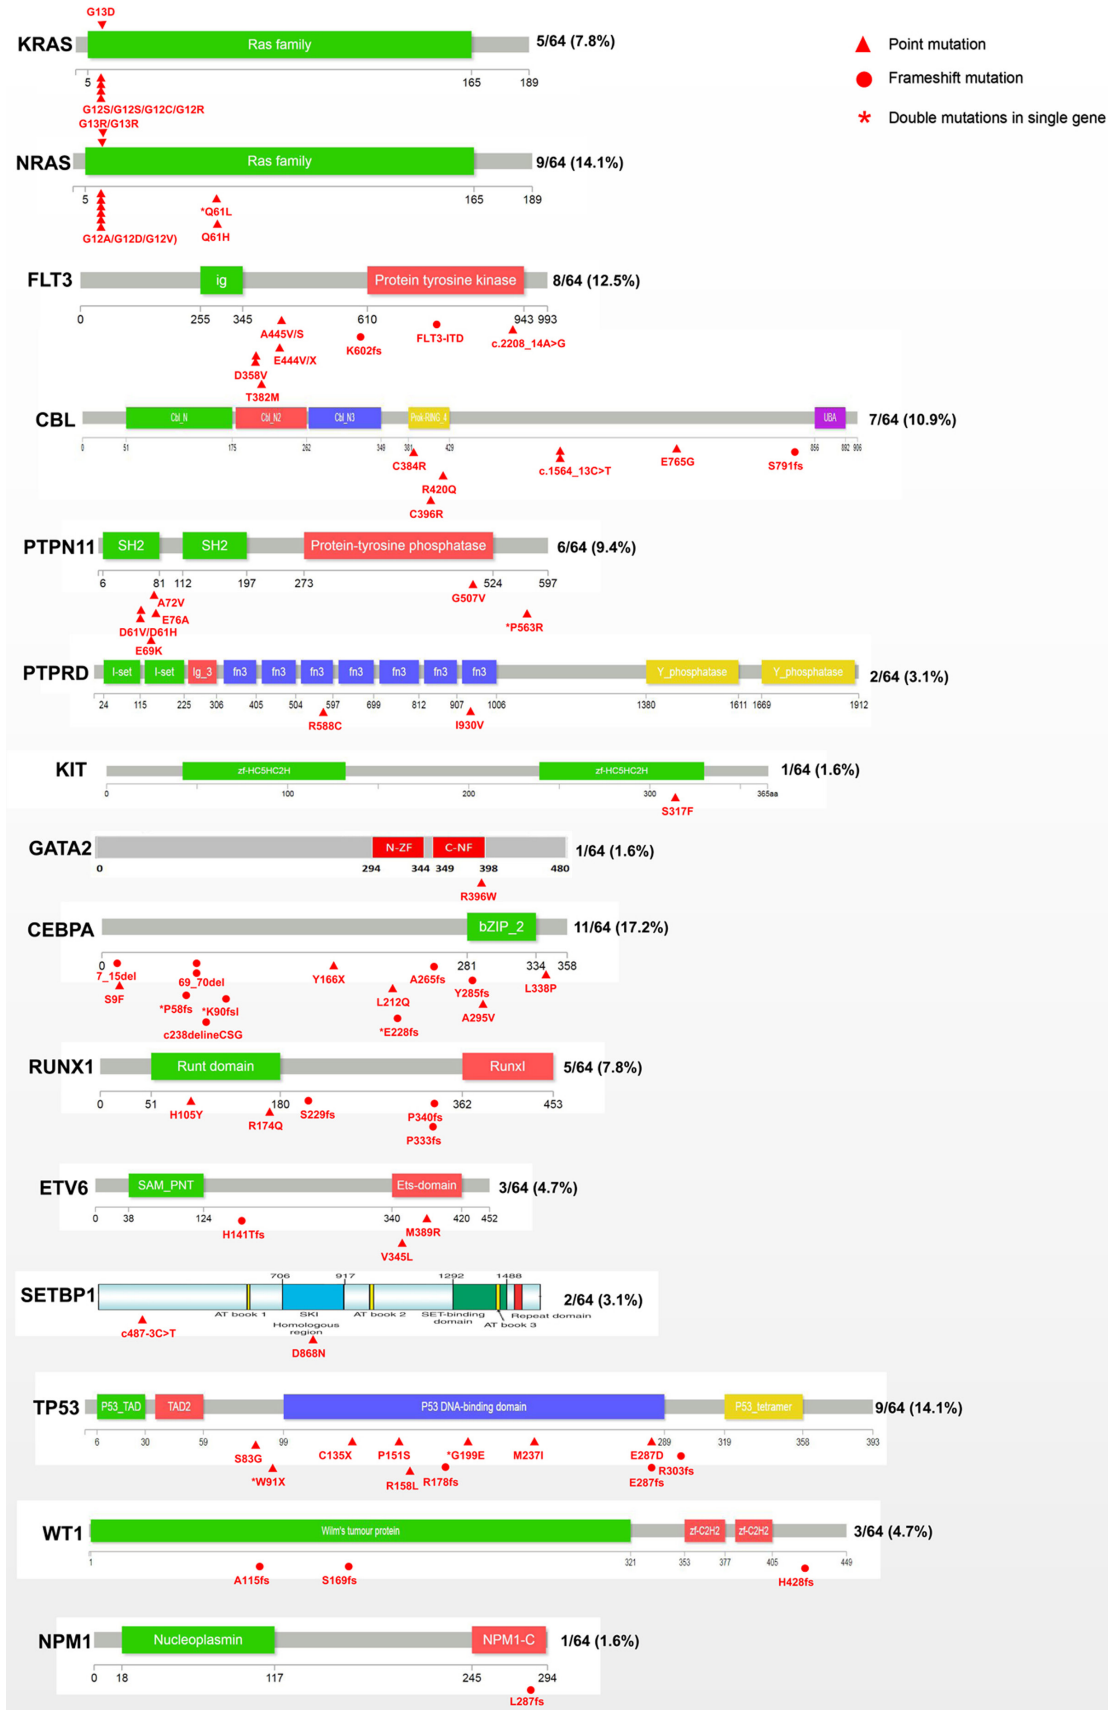 G13D
KRAS Ras family 5/64 (7.8%)
5 165 189
G12S/G12S/G12C/G12R
Point mutation
Frameshift mutation
* Double mutations in single gene
G13R/G13R
NRAS Ras family 9/64 (14.1%)
5 165 189
*Q61L
Q61H
G12A/G12D/G12V)
FLT3 ig Protein tyrosine kinase 8/64 (12.5%)
0 255 345 610 943 993
A445V/S FLT3-ITD
K602fs c.2208_14A>G
E444V/X
D358V
T382M
CBL Cbl_N Cbl_N2 Cbl_N3 Prok-RING_4 UBA 7/64 (10.9%)
0 51 175 262 349 381 429 856 892 906
C384R c.1564_13C>T E765G S791fs
R420Q
C396R
PTPN11 SH2 SH2 Protein-tyrosine phosphatase 6/64 (9.4%)
6 81 112 197 273 524 597
A72V G507V
E76A
D61V/D61H *P563R
E69K
PTPRD I-set I-set Ig_3 fn3 fn3 fn3 fn3 fn3 fn3 fn3 Y_phosphatase Y_phosphatase 2/64 (3.1%)
24 115 225 306 405 504 597 699 812 907 1006 1380 1611 1669 1912
R588C I930V
KIT zf-HC5HC2H zf-HC5HC2H 1/64 (1.6%)
0 100 200 300 365aa
S317F
GATA2 N-ZF C-NF 1/64 (1.6%)
0 294 344 349 398 480
R396W
CEBPA bZIP_2 11/64 (17.2%)
0 281 334 358
7_15del 69_70del Y166X A265fs Y285fs L338P
S9F *P58fs *K90fsl L212Q A295V
c238delineCSG *E228fs
RUNX1 Runt domain RunxI 5/64 (7.8%)
0 51 180 362 453
H105Y R174Q S229fs P340fs
P333fs
ETV6 SAM_PNT Ets-domain 3/64 (4.7%)
0 38 124 340 420 452
H141Tfs M389R
V345L
706 917 1292 1488
SETBP1 2/64 (3.1%)
AT book 1 SKI Homologous region AT book 2 SET-binding domain AT book 3 Repeat domain
c487-3C>T
D868N
TP53 P53_TAD TAD2 P53 DNA-binding domain P53_tetramer 9/64 (14.1%)
6 30 59 99 289 319 358 393
S83G C135X P151S *G199E M237I E287D
*W91X R158L R178fs E287fs R303fs
WT1 Wilm's tumour protein zf-C2H2 zf-C2H2 3/64 (4.7%)
1 321 353 377 405 449
A115fs S169fs H428fs
NPM1 Nucleoplasmin NPM1-C 1/64 (1.6%)
0 18 117 245 294
L287fs